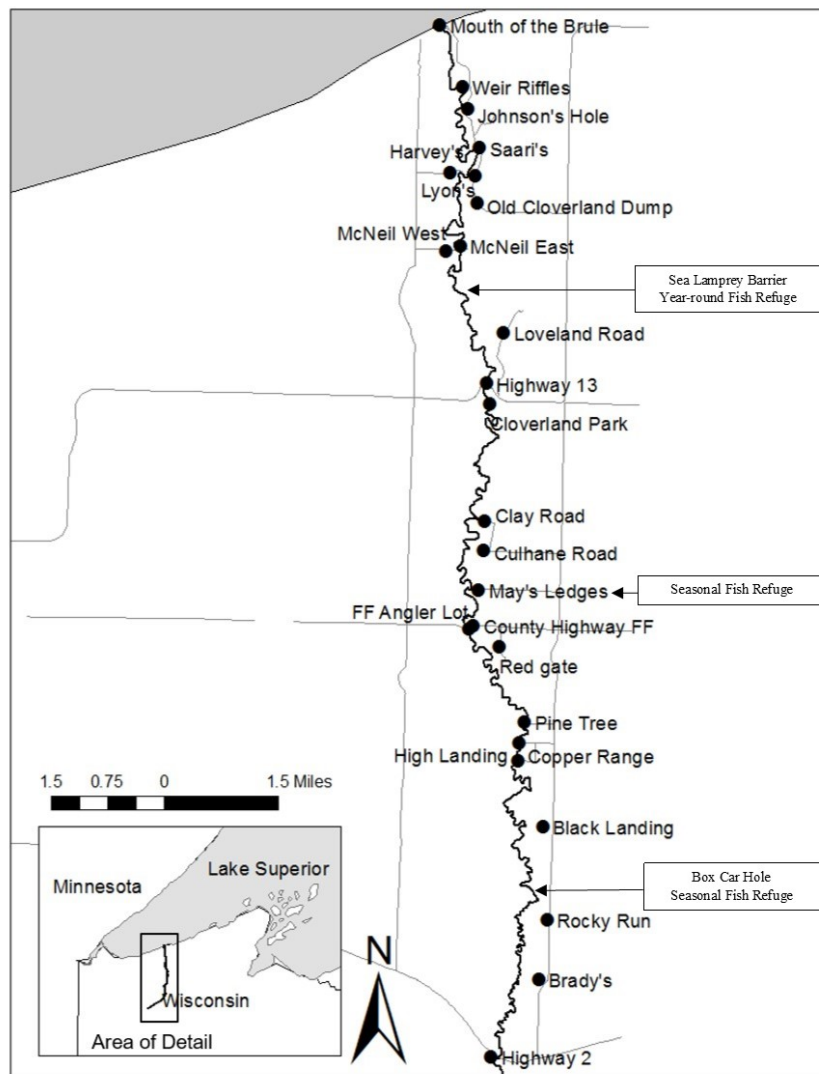 Mouth of the Brule
Weir Riffles
Johnson's Hole
Saari's
Harvey's
Lyon's
Old Cloverland Dump
McNeil West
McNeil East
Sea Lamprey Barrier
Year-round Fish Refuge
Loveland Road
Highway 13
Cloverland Park
Clay Road
Culhane Road
May's Ledges
Seasonal Fish Refuge
FF Angler Lot
County Highway FF
Red gate
Pine Tree
High Landing
Copper Range
1.5 0.75 0 1.5 Miles
Black Landing
Box Car Hole
Seasonal Fish Refuge
Rocky Run
Brady's
Highway 2
Lake Superior
Minnesota
Wisconsin
Area of Detail
N